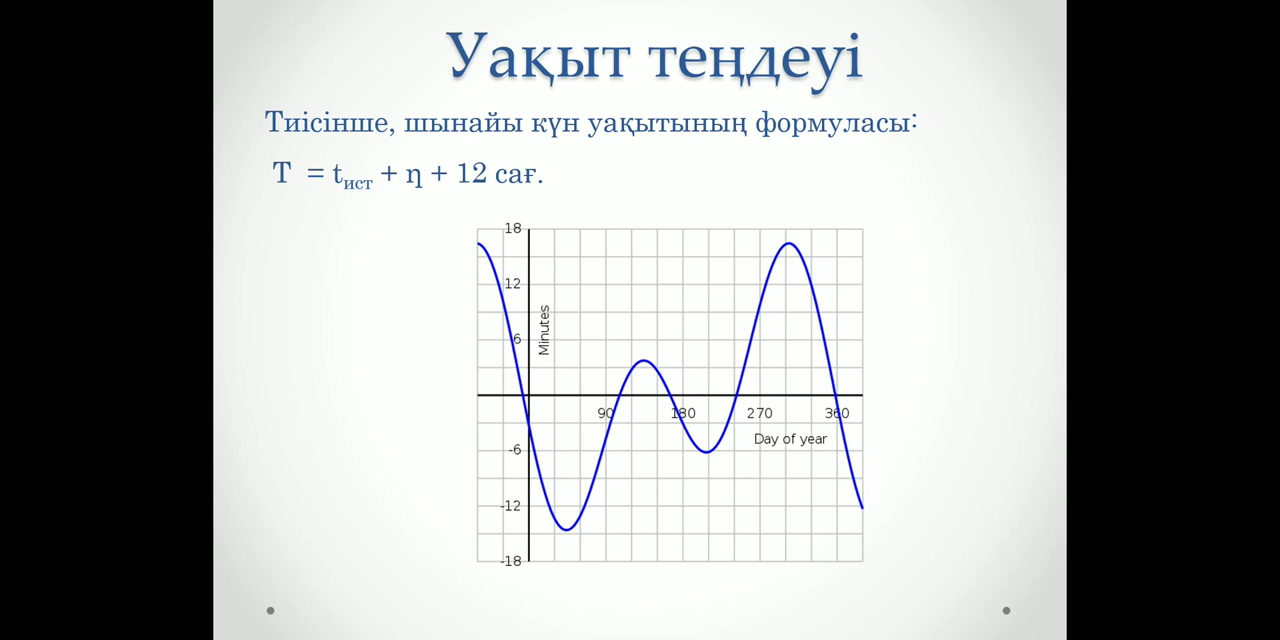 Уақыт теңдеуі
Тиісінше, шынайы күн уақытының формуласы:
T = tист + η + 12 сағ.
18
12
6
-6
-12
-18
Minutes
90
180
270
360
Day of year